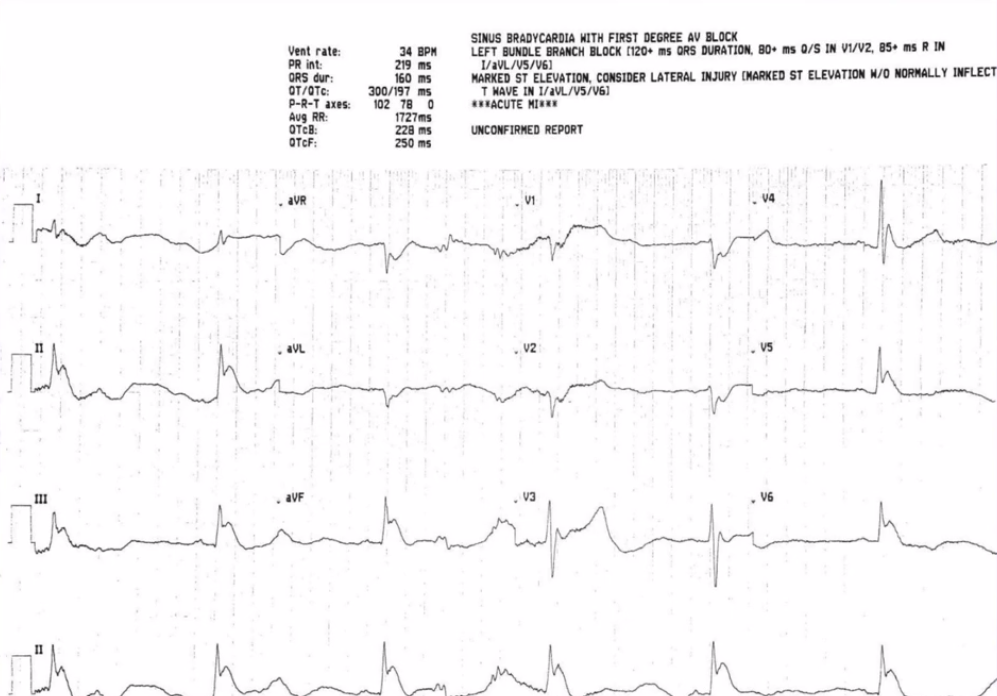 Vent rate: 34 BPM
PR int: 219 ms
QRS dur: 160 ms
QT/QTc: 300/197 ms
P-R-T axes: 102 78 0
Avg RR: 1727ms
QTcB: 228 ms
QTcF: 250 ms
SINUS BRADYCARDIA WITH FIRST DEGREE AV BLOCK
LEFT BUNDLE BRANCH BLOCK [120+ ms QRS DURATION, 80+ ms Q/S IN V1/V2, 85+ ms R IN
I/aVL/V5/V6]
MARKED ST ELEVATION, CONSIDER LATERAL INJURY [MARKED ST ELEVATION W/O NORMALLY INFLECT
T WAVE IN I/aVL/V5/V6]
***ACUTE MI***
UNCONFIRMED REPORT
I aVR V1 V4
II aVL V2 V5
III aVF V3 V6
II